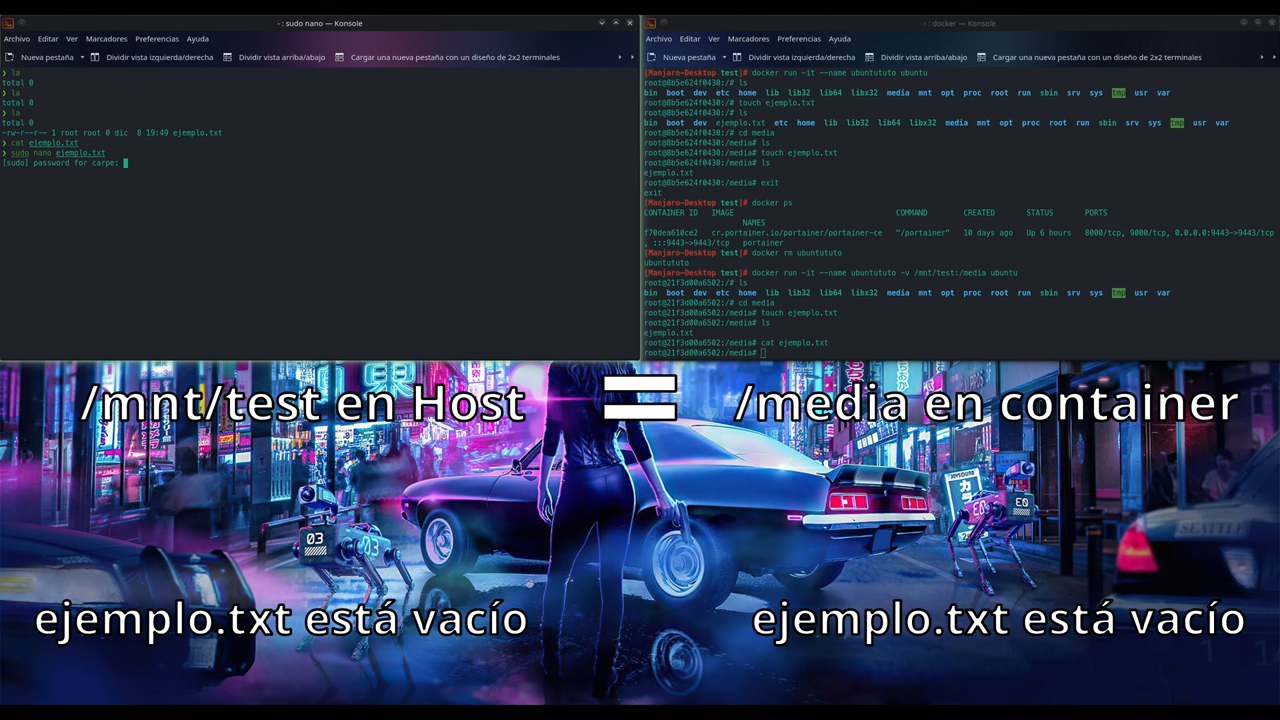 - : sudo nano — Konsole
Archivo Editar Ver Marcadores Preferencias Ayuda
Nueva pestaña Dividir vista izquierda/derecha Dividir vista arriba/abajo Cargar una nueva pestaña con un diseño de 2x2 terminales
❯ la
total 0
❯ la
total 0
❯ la
total 0
-rw-r--r-- 1 root root 0 dic  8 19:49 ejemplo.txt
❯ cat ejemplo.txt
❯ sudo nano ejemplo.txt
[sudo] password for carpe:
- : docker — Konsole
Archivo Editar Ver Marcadores Preferencias Ayuda
Nueva pestaña Dividir vista izquierda/derecha Dividir vista arriba/abajo Cargar una nueva pestaña con un diseño de 2x2 terminales
[Manjaro-Desktop test]# docker run -it --name ubuntututo ubuntu
root@8b5e624f0430:/# ls
bin boot dev etc home lib lib32 lib64 libx32 media mnt opt proc root run sbin srv sys tmp usr var
root@8b5e624f0430:/# touch ejemplo.txt
root@8b5e624f0430:/# ls
bin boot dev ejemplo.txt etc home lib lib32 lib64 libx32 media mnt opt proc root run sbin srv sys tmp usr var
root@8b5e624f0430:/# cd media
root@8b5e624f0430:/media# ls
root@8b5e624f0430:/media# touch ejemplo.txt
root@8b5e624f0430:/media# ls
ejemplo.txt
root@8b5e624f0430:/media# exit
exit
[Manjaro-Desktop test]# docker ps
CONTAINER ID IMAGE COMMAND CREATED STATUS PORTS
NAMES
f70dea610ce2 cr.portainer.io/portainer/portainer-ce "/portainer" 10 days ago Up 6 hours 8000/tcp, 9000/tcp, 0.0.0.0:9443->9443/tcp
, :::9443->9443/tcp portainer
[Manjaro-Desktop test]# docker rm ubuntututo
ubuntututo
[Manjaro-Desktop test]# docker run -it --name ubuntututo -v /mnt/test:/media ubuntu
root@21f3d00a6502:/# ls
bin boot dev etc home lib lib32 lib64 libx32 media mnt opt proc root run sbin srv sys tmp usr var
root@21f3d00a6502:/# cd media
root@21f3d00a6502:/media# touch ejemplo.txt
root@21f3d00a6502:/media# ls
ejemplo.txt
root@21f3d00a6502:/media# cat ejemplo.txt
root@21f3d00a6502:/media#
/mnt/test en Host = /media en container
03
03
03
SEATTLE
ejemplo.txt está vacío
ejemplo.txt está vacío